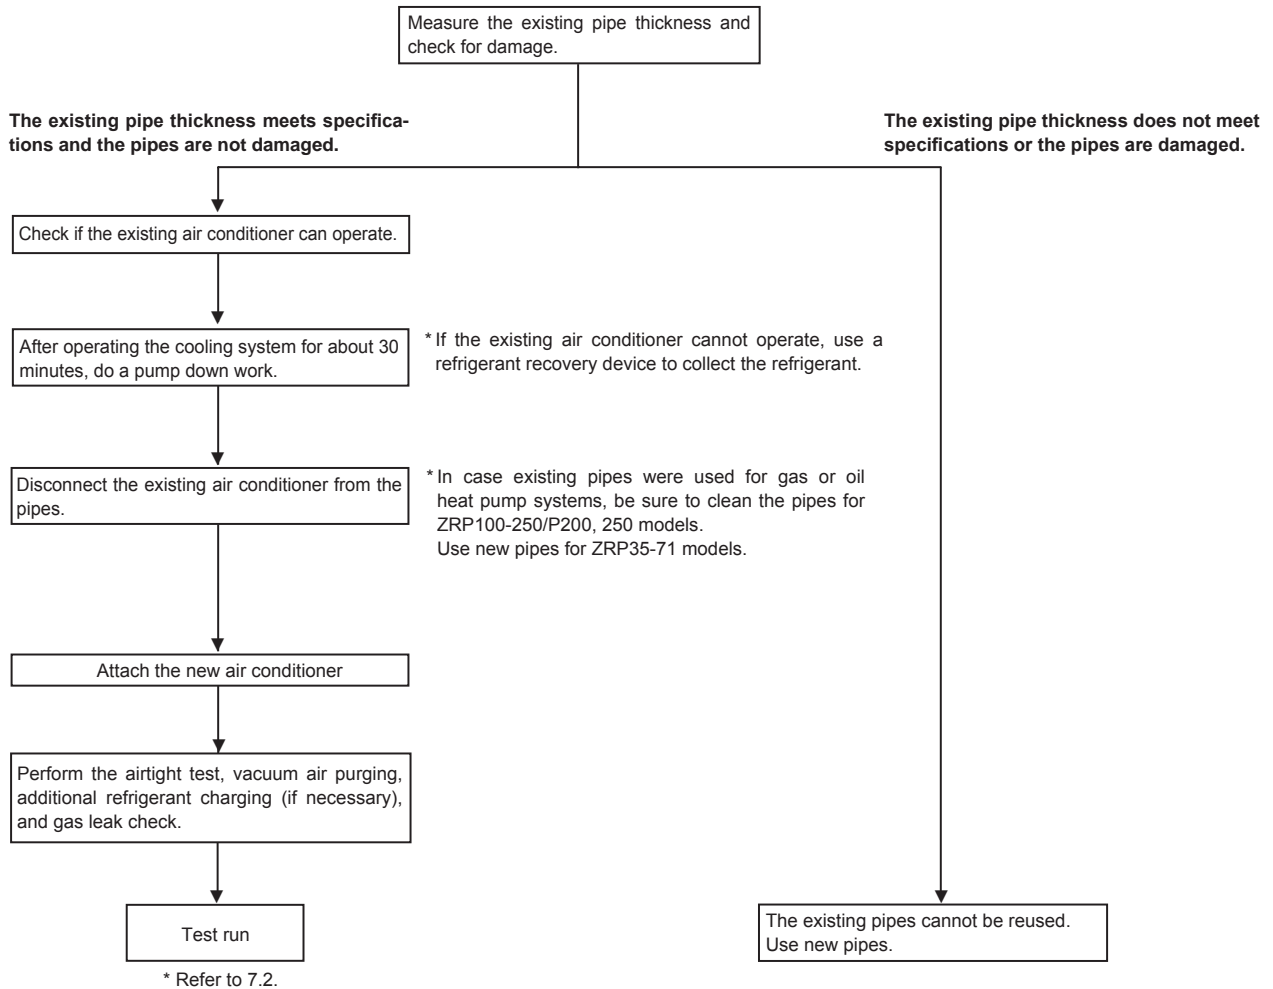 Measure the existing pipe thickness and
check for damage.
The existing pipe thickness meets specifica-
tions and the pipes are not damaged.
The existing pipe thickness does not meet
specifications or the pipes are damaged.
Check if the existing air conditioner can operate.
After operating the cooling system for about 30
minutes, do a pump down work.
* If the existing air conditioner cannot operate, use a
refrigerant recovery device to collect the refrigerant.
Disconnect the existing air conditioner from the
pipes.
* In case existing pipes were used for gas or oil
heat pump systems, be sure to clean the pipes for
ZRP100-250/P200, 250 models.
Use new pipes for ZRP35-71 models.
Attach the new air conditioner
Perform the airtight test, vacuum air purging,
additional refrigerant charging (if necessary),
and gas leak check.
Test run
* Refer to 7.2.
The existing pipes cannot be reused.
Use new pipes.